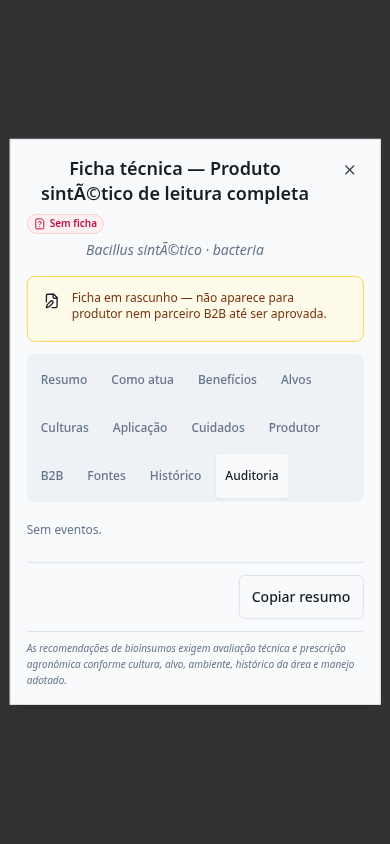 Ficha técnica — Produto
sintÃ©tico de leitura completa
Sem ficha
Bacillus sintÃ©tico · bacteria
Ficha em rascunho — não aparece para
produtor nem parceiro B2B até ser aprovada.
Resumo Como atua Benefícios Alvos
Culturas Aplicação Cuidados Produtor
B2B Fontes Histórico Auditoria
Sem eventos.
Copiar resumo
As recomendações de bioinsumos exigem avaliação técnica e prescrição
agronômica conforme cultura, alvo, ambiente, histórico da área e manejo
adotado.